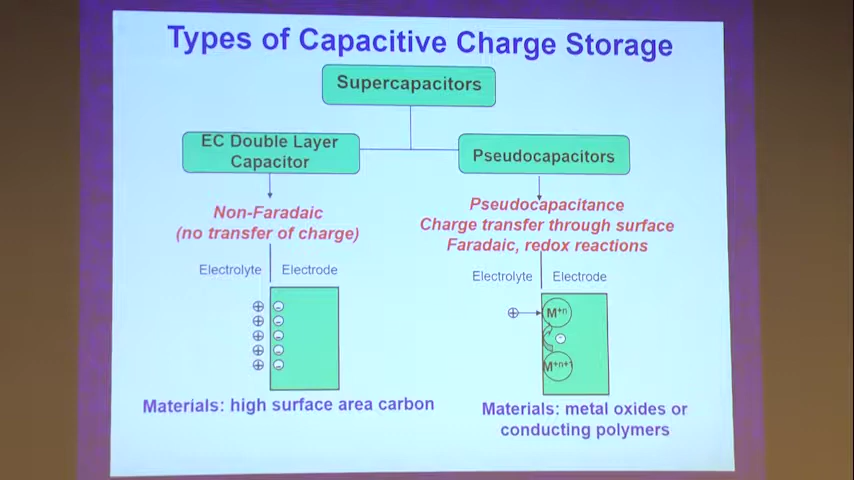 Types of Capacitive Charge Storage
Supercapacitors
EC Double Layer
Capacitor
Pseudocapacitors
Non-Faradaic
(no transfer of charge)
Pseudocapacitance
Charge transfer through surface
Faradaic, redox reactions
Electrolyte Electrode
Electrolyte Electrode
M+n
M+n+1
Materials: high surface area carbon
Materials: metal oxides or
conducting polymers